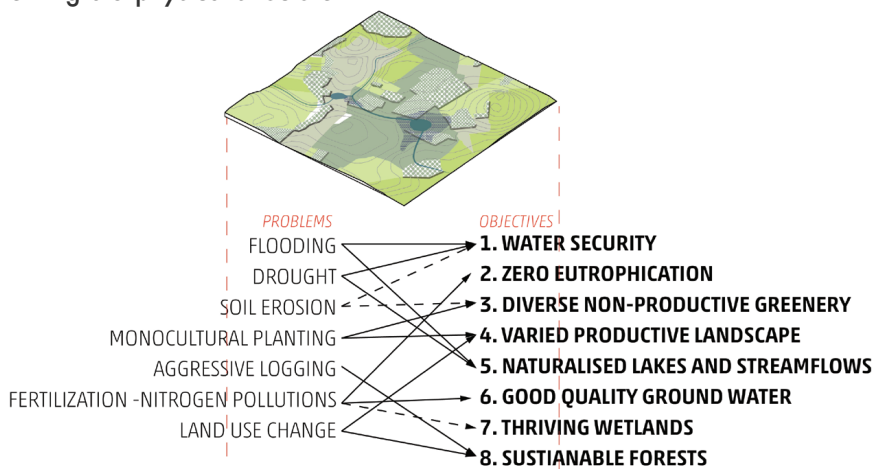 PROBLEMS
FLOODING
DROUGHT
SOIL EROSION
MONOCULTURAL PLANTING
AGGRESSIVE LOGGING
FERTILIZATION -NITROGEN POLLUTIONS
LAND USE CHANGE
OBJECTIVES
1. WATER SECURITY
2. ZERO EUTROPHICATION
3. DIVERSE NON-PRODUCTIVE GREENERY
4. VARIED PRODUCTIVE LANDSCAPE
5. NATURALISED LAKES AND STREAMFLOWS
6. GOOD QUALITY GROUND WATER
7. THRIVING WETLANDS
8. SUSTIANABLE FORESTS